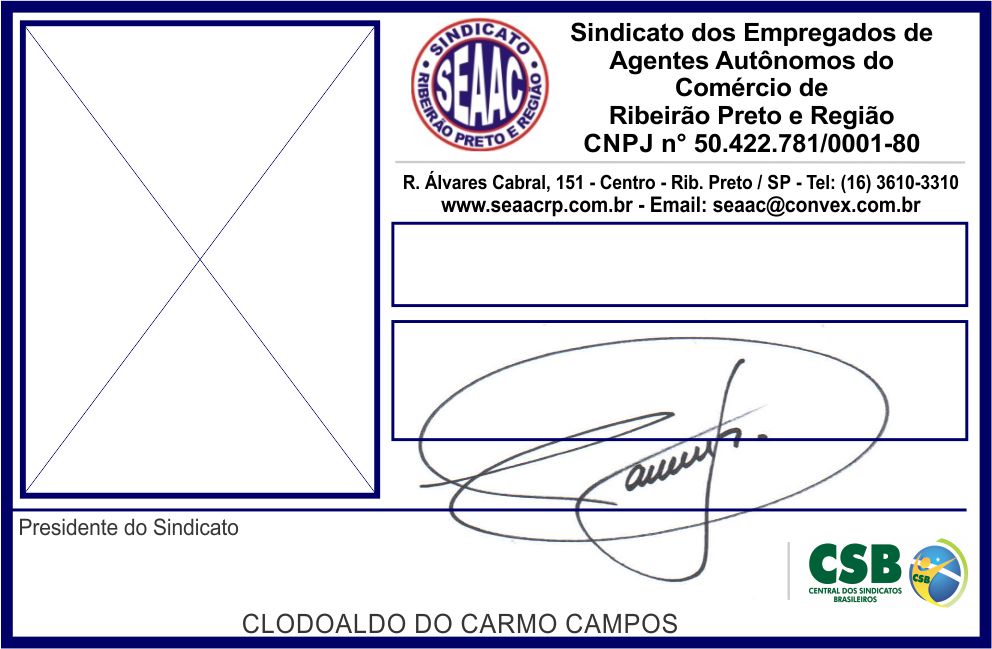 SINDICATO
SEAAC
RIBEIRÃO PRETO E REGIÃO
Sindicato dos Empregados de
Agentes Autônomos do
Comércio de
Ribeirão Preto e Região
CNPJ n° 50.422.781/0001-80
R. Álvares Cabral, 151 - Centro - Rib. Preto / SP - Tel: (16) 3610-3310
www.seaacrp.com.br - Email: seaac@convex.com.br
Presidente do Sindicato
CSB
CENTRAL DOS SINDICATOS
BRASILEIROS
CSB
CLODOALDO DO CARMO CAMPOS